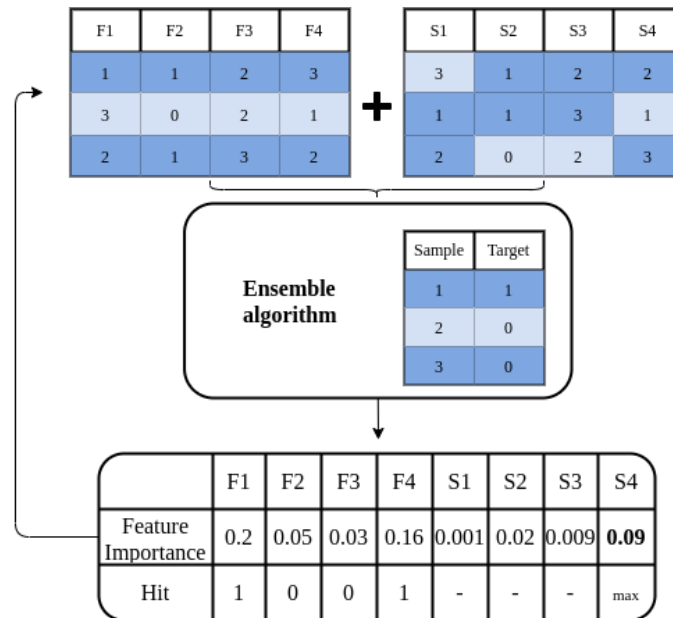 F1 F2 F3 F4 S1 S2 S3 S4
1 1 2 3 + 3 1 2 2
3 0 2 1 1 1 3 1
2 1 3 2 2 0 2 3
Ensemble
algorithm
Sample Target
1 1
2 0
3 0
F1 F2 F3 F4 S1 S2 S3 S4
Feature
Importance 0.2 0.05 0.03 0.16 0.001 0.02 0.009 0.09
Hit 1 0 0 1 - - - max